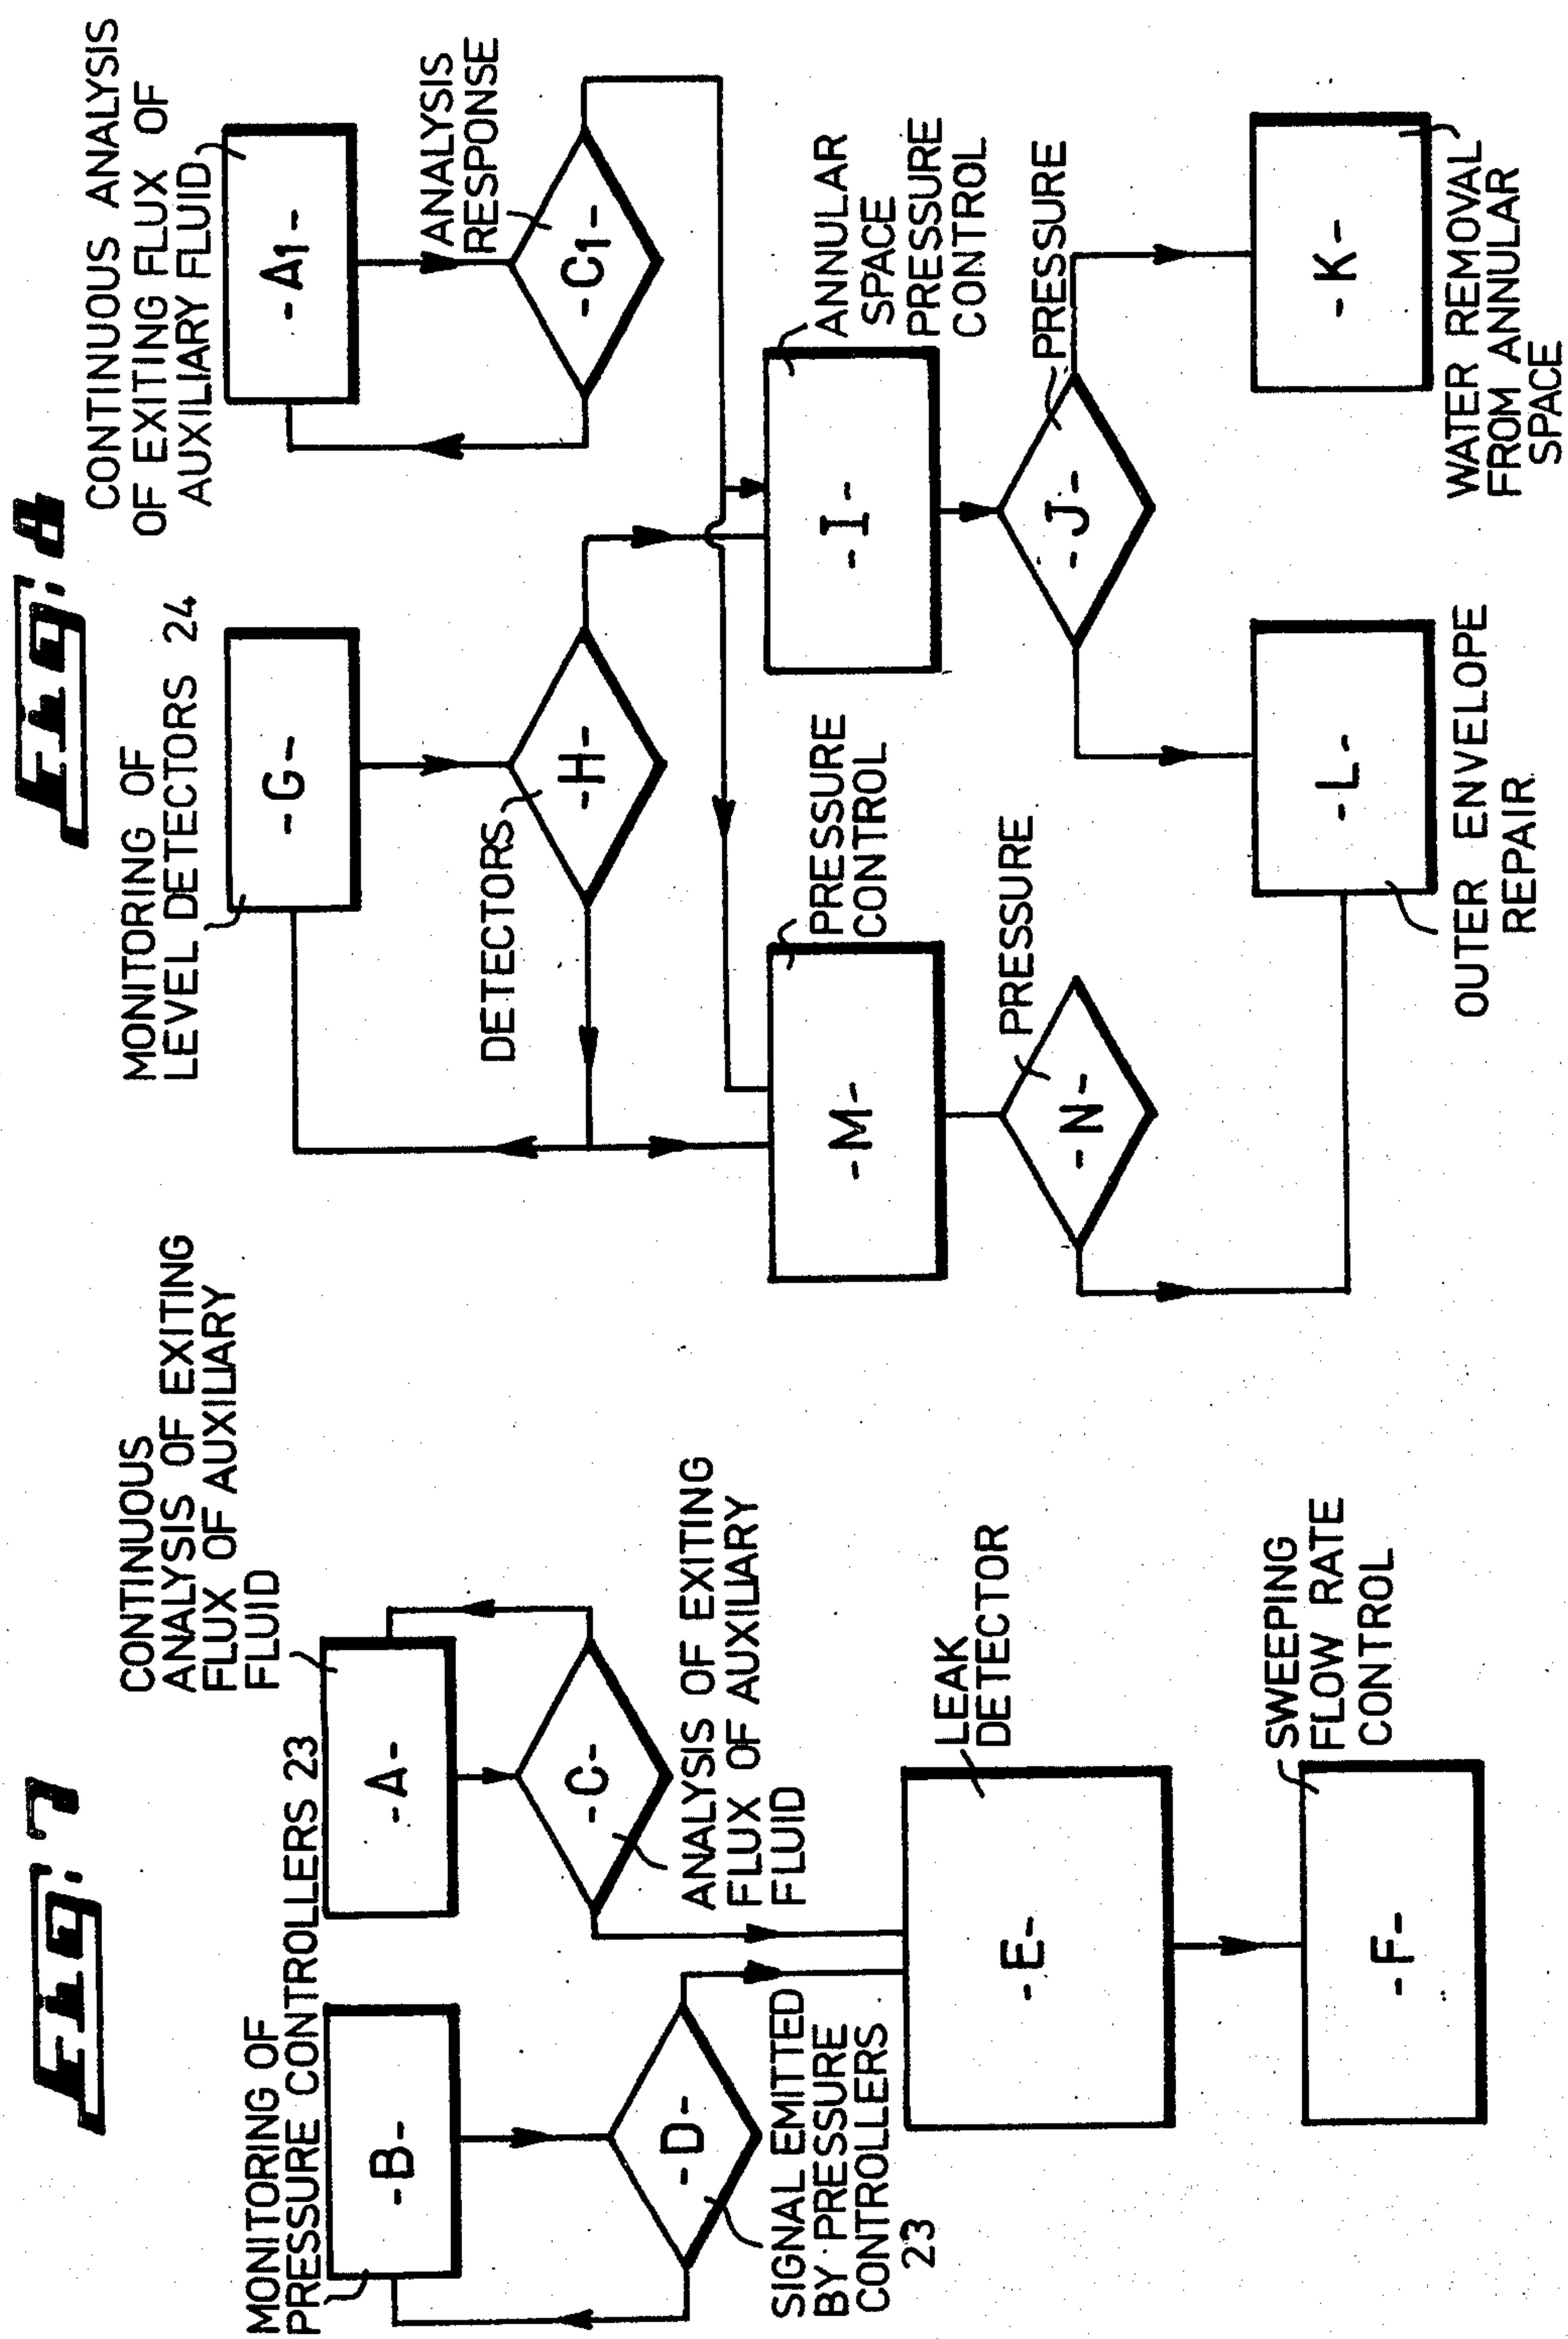 Fig. 7
MONITORING OF
PRESSURE CONTROLLERS 23
-B-
-D-
SIGNAL EMITTED
BY PRESSURE
CONTROLLERS
23
CONTINUOUS
ANALYSIS OF EXITING
FLUX OF AUXILIARY
FLUID
-A-
-C-
ANALYSIS OF EXITING
FLUX OF AUXILIARY
FLUID
-E-
LEAK
DETECTOR
-F-
SWEEPING
FLOW RATE
CONTROL
Fig. 8
MONITORING OF
LEVEL DETECTORS 24
-G-
DETECTORS
-H-
CONTINUOUS ANALYSIS
OF EXITING FLUX OF
AUXILIARY FLUID
-A1-
ANALYSIS
RESPONSE
-C1-
-M-
PRESSURE
CONTROL
-I-
ANNULAR
SPACE
PRESSURE
CONTROL
-N-
PRESSURE
-J-
PRESSURE
-L-
OUTER ENVELOPE
REPAIR
-K-
WATER REMOVAL
FROM ANNULAR
SPACE